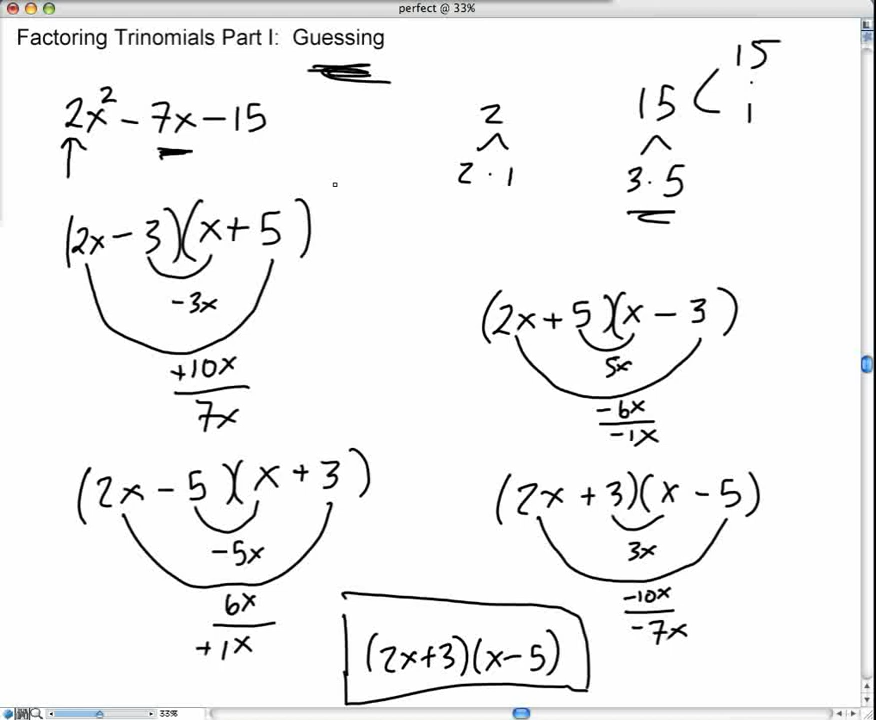 perfect @ 33%
Factoring Trinomials Part I: Guessing
2x² - 7x - 15
2
2 · 1
15
3 · 5
15
·
1
(2x - 3)(x + 5)
-3x
+10x
7x
(2x + 5)(x - 3)
5x
-6x
-1x
(2x - 5)(x + 3)
-5x
6x
+1x
(2x + 3)(x - 5)
3x
-10x
-7x
(2x+3)(x-5)
33%